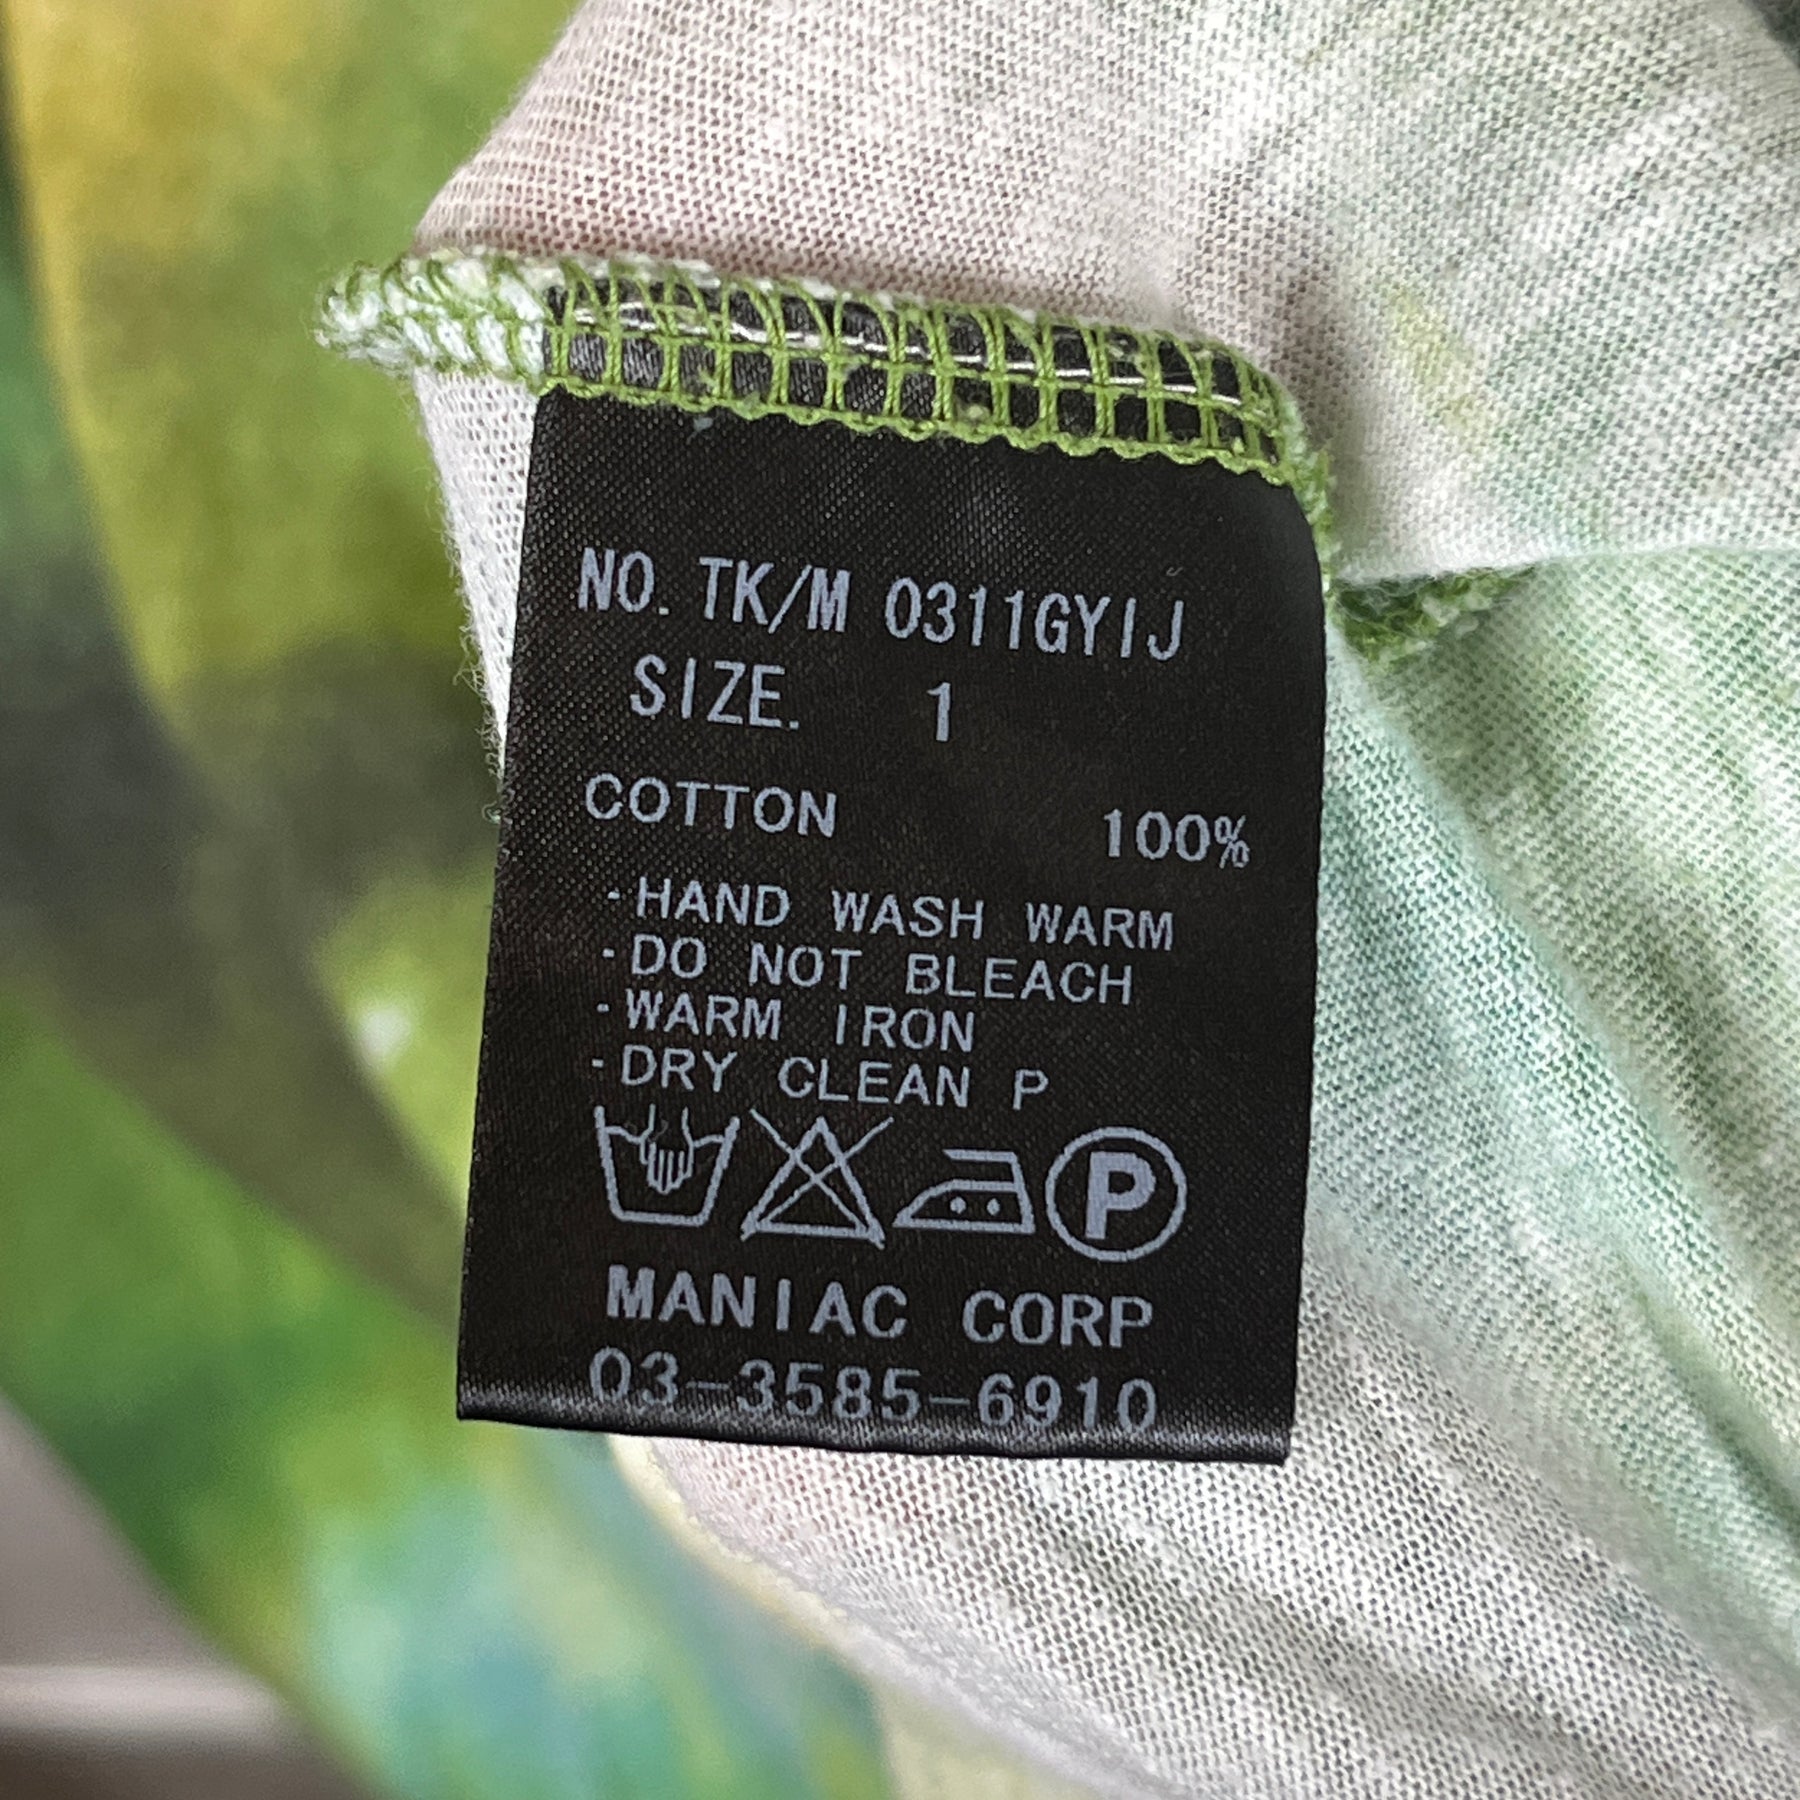 NO. TK/M 0311GYIJ
SIZE. 1
COTTON 100%
·HAND WASH WARM
·DO NOT BLEACH
·WARM IRON
·DRY CLEAN P
P
MANIAC CORP
03-3585-6910